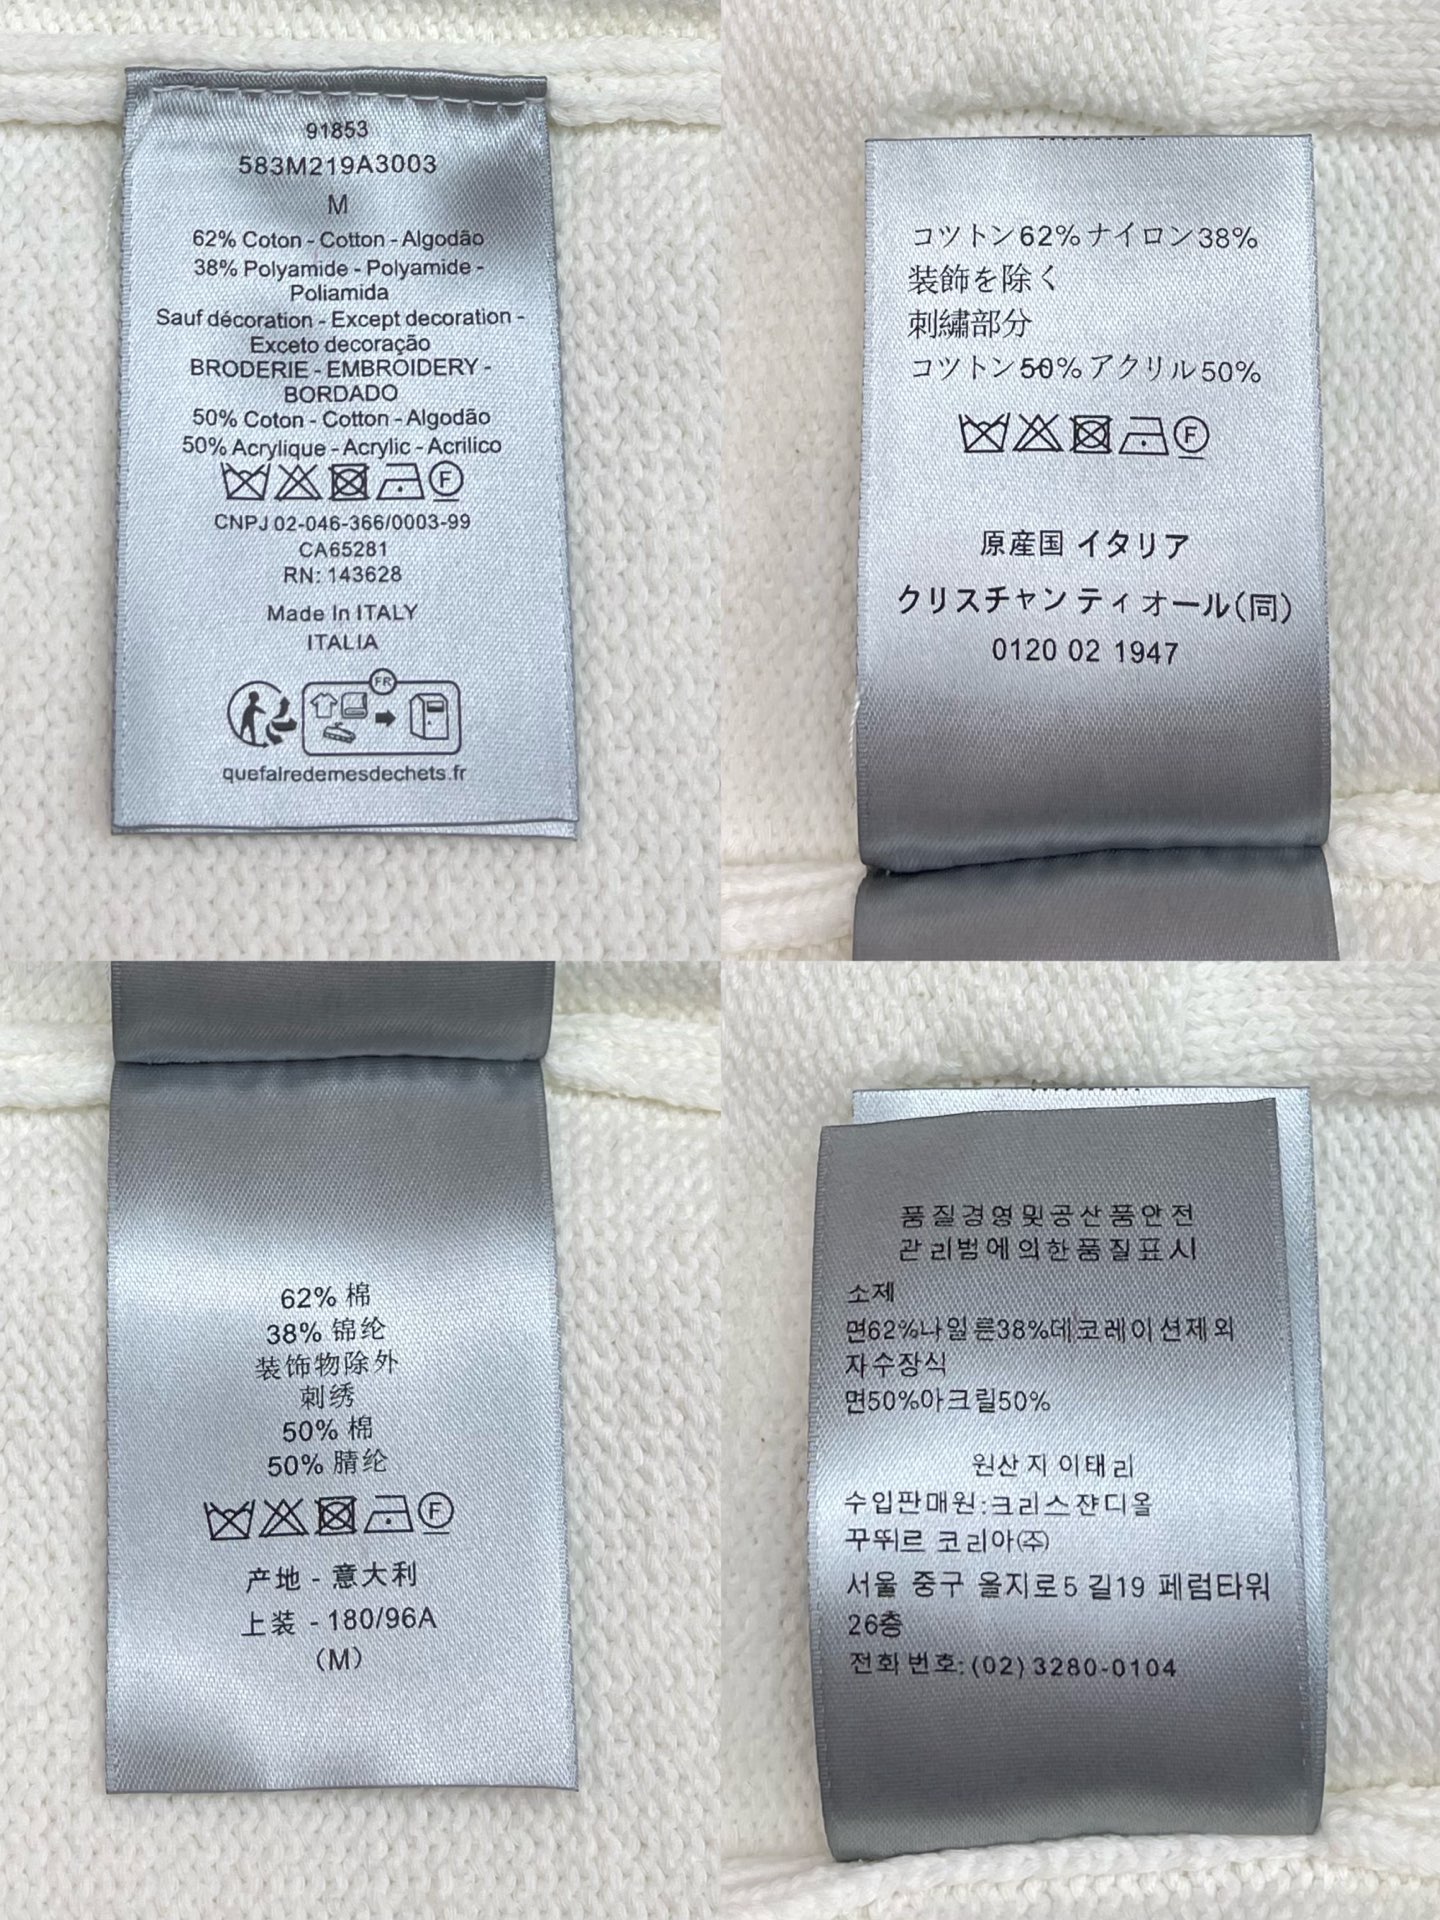 91853
583M219A3003
M
62% Coton - Cotton - Algodão
38% Polyamide - Polyamide -
Poliamida
Sauf décoration - Except decoration -
Exceto decoração
BRODERIE - EMBROIDERY -
BORDADO
50% Coton - Cotton - Algodão
50% Acrylique - Acrylic - Acrilico
F
CNPJ 02-046-366/0003-99
CA65281
RN: 143628
Made In ITALY
ITALIA
FR
quefalredemesdechets.fr
コツトン62% ナイロン38%
装飾を除く
刺繡部分
コツトン50% アクリル50%
F
原産国 イタリア
クリスチャン ティ オール(同)
0120 02 1947
62% 棉
38% 锦纶
装饰物除外
刺绣
50% 棉
50% 腈纶
F
产地 - 意大利
上装 - 180/96A
(M)
품질경영및공산품안전
관리범에의한품질표시
소제
면62%나일른38%데코레이션제외
자수장식
면50%아크릴50%
원산지 이태리
수입판매원:크리스쟌디올
꾸뛰르 코리아(주)
서울 중구 을지로5 길19 페럼타워
26층
전화번호: (02) 3280-0104